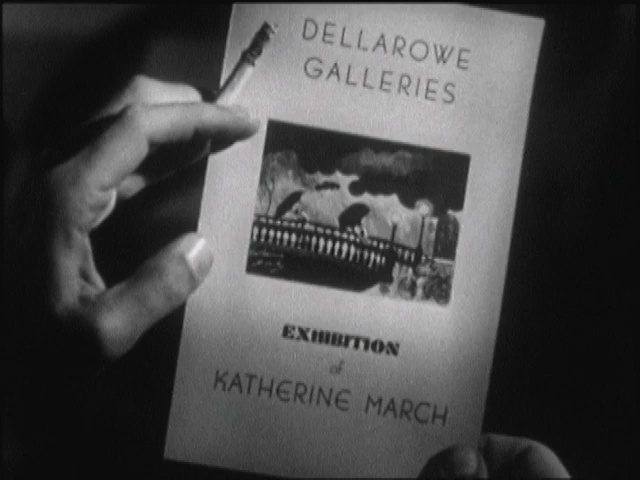 DELLAROWE
GALLERIES
EXHIBITION
of
KATHERINE MARCH